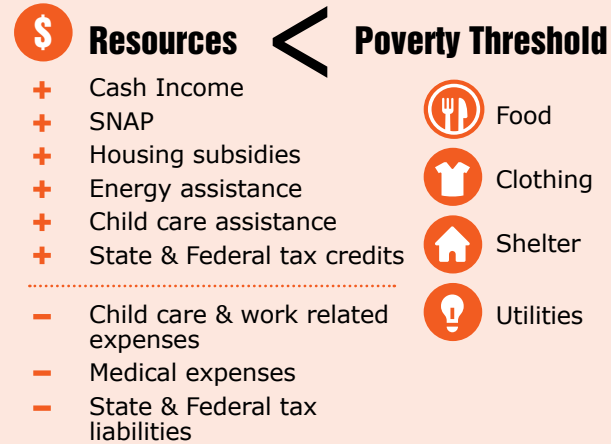 $ Resources < Poverty Threshold
+ Cash Income
+ SNAP
+ Housing subsidies
+ Energy assistance
+ Child care assistance
+ State & Federal tax credits
– Child care & work related
expenses
– Medical expenses
– State & Federal tax
liabilities
Food
Clothing
Shelter
Utilities